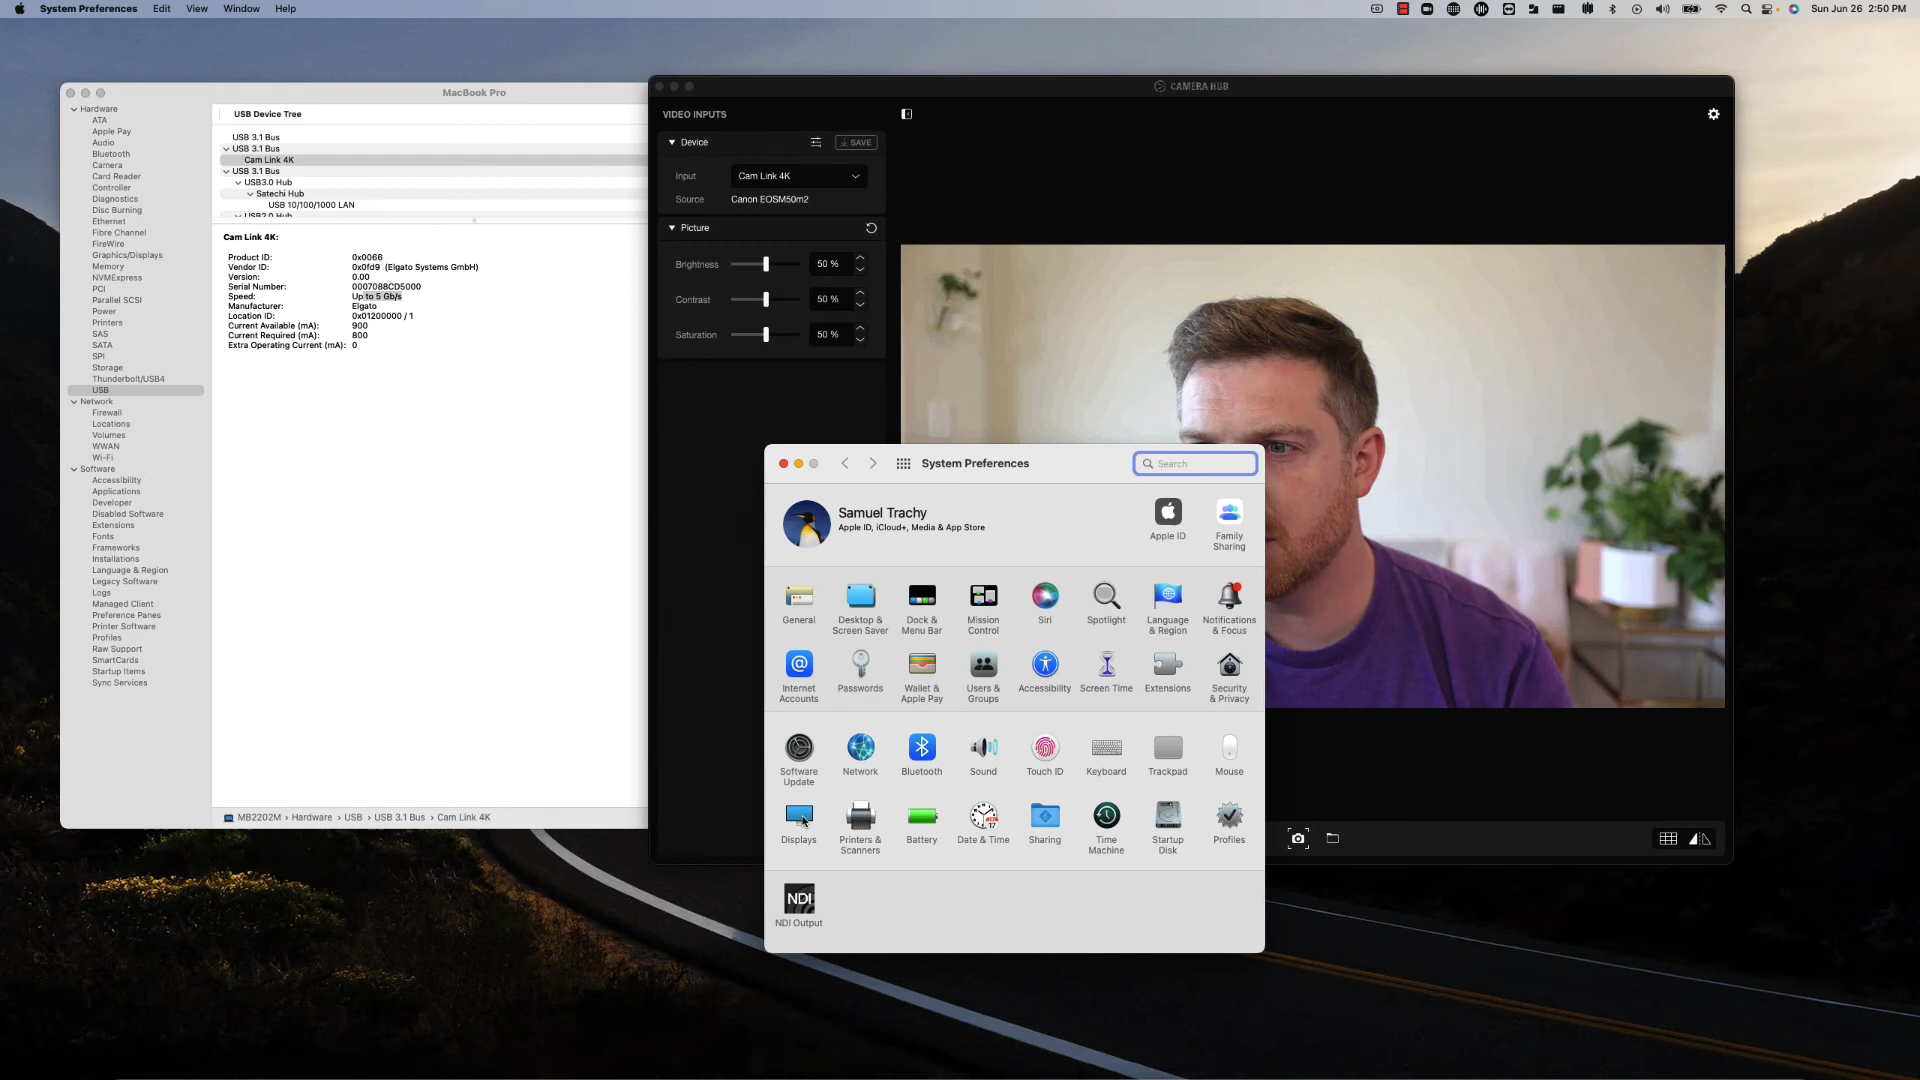 System Preferences Edit View Window Help
Sun Jun 26 2:50 PM
MacBook Pro
Hardware
ATA
Apple Pay
Audio
Bluetooth
Camera
Card Reader
Controller
Diagnostics
Disc Burning
Ethernet
Fibre Channel
FireWire
Graphics/Displays
Memory
NVMExpress
PCI
Parallel SCSI
Power
Printers
SAS
SATA
SPI
Storage
Thunderbolt/USB4
USB
Network
Firewall
Locations
Volumes
WWAN
Wi-Fi
Software
Accessibility
Applications
Developer
Disabled Software
Extensions
Fonts
Frameworks
Installations
Language & Region
Legacy Software
Logs
Managed Client
Preference Panes
Printer Software
Profiles
Raw Support
SmartCards
Startup Items
Sync Services
USB Device Tree
USB 3.1 Bus
USB 3.1 Bus
Cam Link 4K
USB 3.1 Bus
USB3.0 Hub
Satechi Hub
USB 10/100/1000 LAN
USB2.0 Hub
Cam Link 4K:
Product ID: 0x0066
Vendor ID: 0x0fd9 (Elgato Systems GmbH)
Version: 0.00
Serial Number: 0007088CD5000
Speed: Up to 5 Gb/s
Manufacturer: Elgato
Location ID: 0x01200000 / 1
Current Available (mA): 900
Current Required (mA): 800
Extra Operating Current (mA): 0
MB2202M › Hardware › USB › USB 3.1 Bus › Cam Link 4K
CAMERA HUB
VIDEO INPUTS
Device SAVE
Input Cam Link 4K
Source Canon EOSM50m2
Picture
Brightness 50 %
Contrast 50 %
Saturation 50 %
System Preferences
Search
Samuel Trachy
Apple ID, iCloud+, Media & App Store
Apple ID
Family
Sharing
General
Desktop &
Screen Saver
Dock &
Menu Bar
Mission
Control
Siri
Spotlight
Language
& Region
Notifications
& Focus
Internet
Accounts
Passwords
Wallet &
Apple Pay
Users &
Groups
Accessibility
Screen Time
Extensions
Security
& Privacy
Software
Update
Network
Bluetooth
Sound
Touch ID
Keyboard
Trackpad
Mouse
Displays
Printers &
Scanners
Battery
JUL
17
Date & Time
Sharing
Time
Machine
Startup
Disk
Profiles
NDI
NDI Output